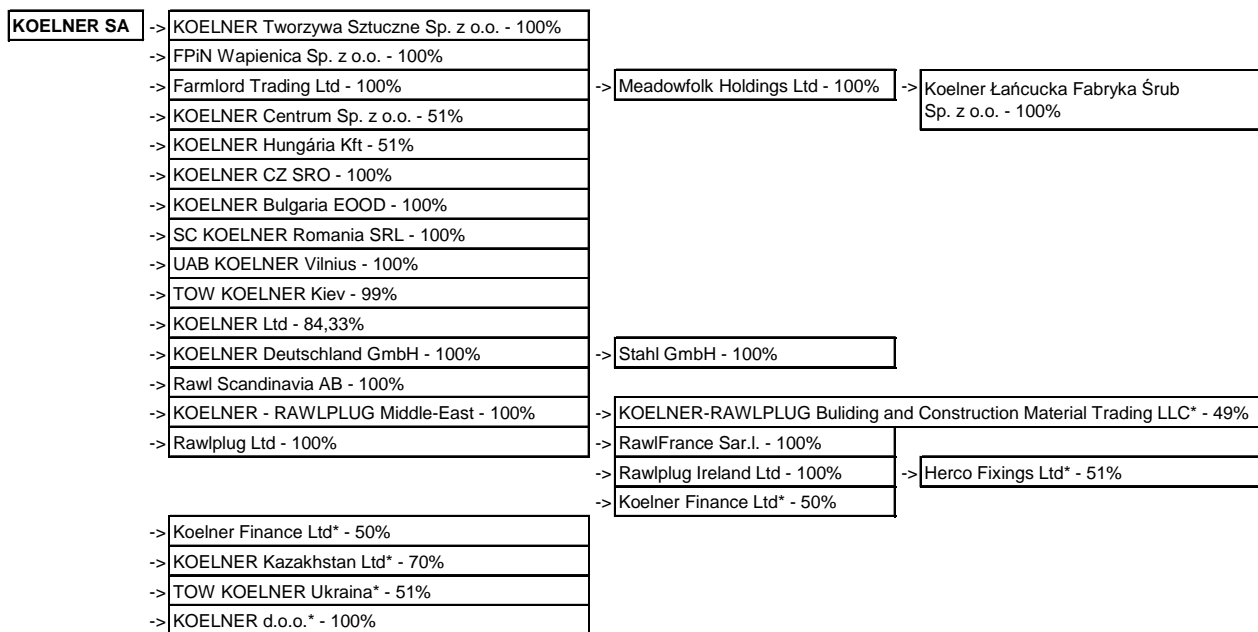 KOELNER SA -> KOELNER Tworzywa Sztuczne Sp. z o.o. - 100%
-> FPiN Wapienica Sp. z o.o. - 100%
-> Farmlord Trading Ltd - 100% -> Meadowfolk Holdings Ltd - 100% -> Koelner Łańcucka Fabryka Śrub
Sp. z o.o. - 100%
-> KOELNER Centrum Sp. z o.o. - 51%
-> KOELNER Hungária Kft - 51%
-> KOELNER CZ SRO - 100%
-> KOELNER Bulgaria EOOD - 100%
-> SC KOELNER Romania SRL - 100%
-> UAB KOELNER Vilnius - 100%
-> TOW KOELNER Kiev - 99%
-> KOELNER Ltd - 84,33%
-> KOELNER Deutschland GmbH - 100% -> Stahl GmbH - 100%
-> Rawl Scandinavia AB - 100%
-> KOELNER - RAWLPLUG Middle-East - 100% -> KOELNER-RAWLPLUG Buliding and Construction Material Trading LLC* - 49%
-> Rawlplug Ltd - 100% -> RawlFrance Sar.l. - 100%
-> Rawlplug Ireland Ltd - 100% -> Herco Fixings Ltd* - 51%
-> Koelner Finance Ltd* - 50%
-> Koelner Finance Ltd* - 50%
-> KOELNER Kazakhstan Ltd* - 70%
-> TOW KOELNER Ukraina* - 51%
-> KOELNER d.o.o.* - 100%